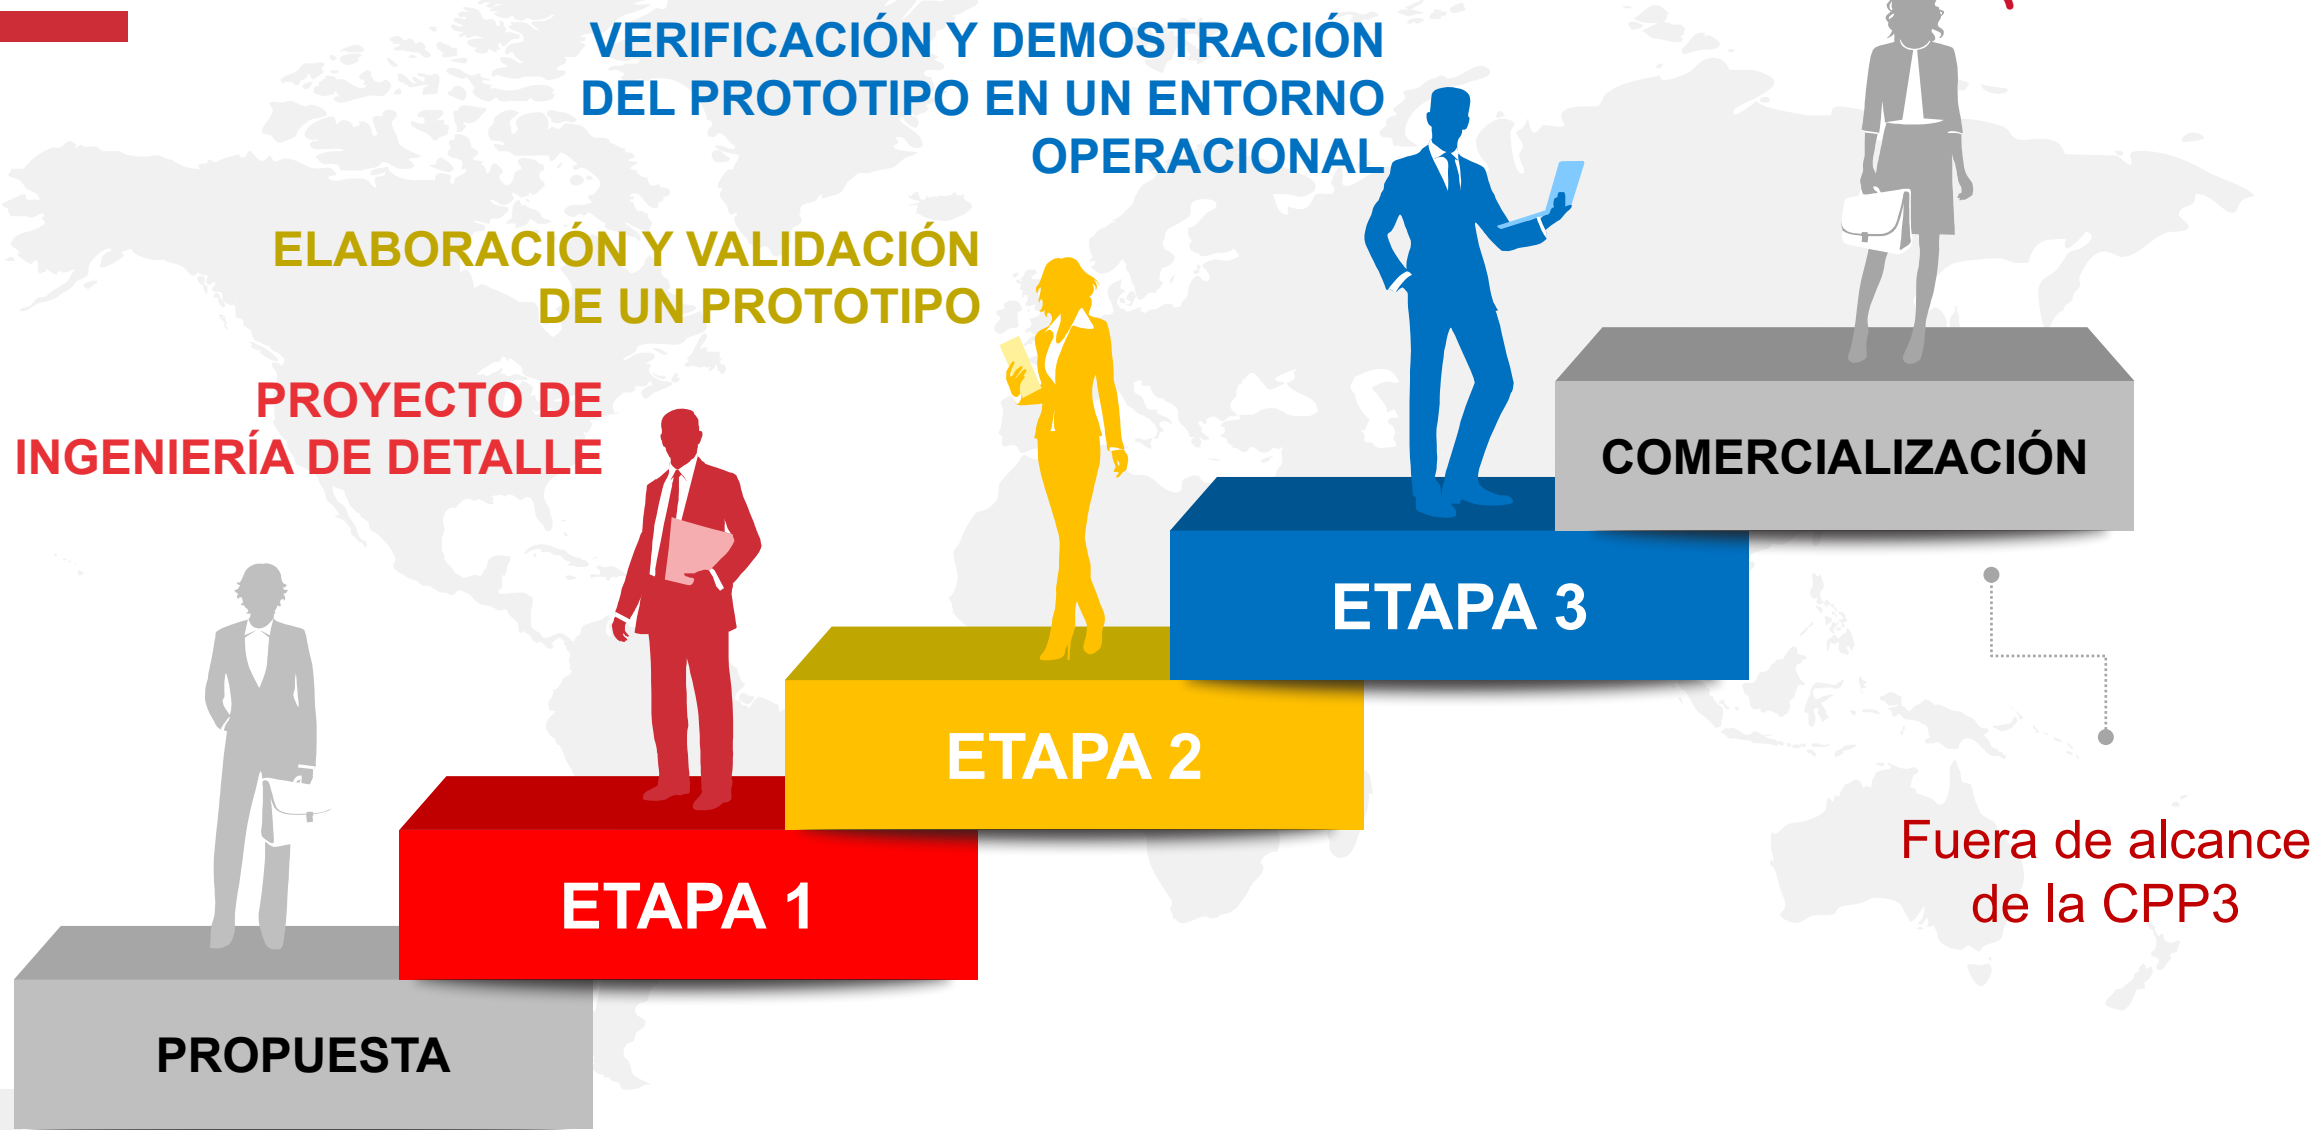 VERIFICACIÓN Y DEMOSTRACIÓN
DEL PROTOTIPO EN UN ENTORNO
OPERACIONAL
ELABORACIÓN Y VALIDACIÓN
DE UN PROTOTIPO
PROYECTO DE
INGENIERÍA DE DETALLE
COMERCIALIZACIÓN
ETAPA 3
ETAPA 2
ETAPA 1
PROPUESTA
Fuera de alcance
de la CPP3